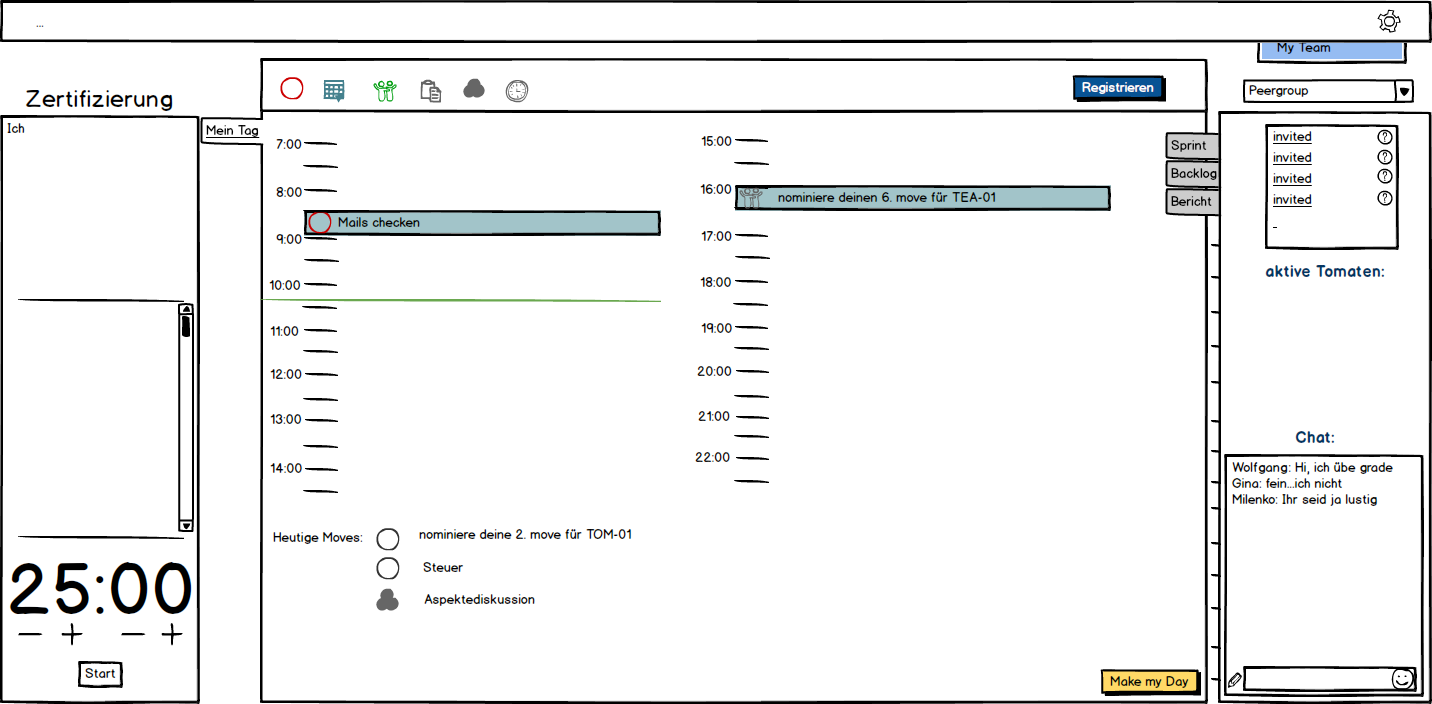 ...
My Team
Zertifizierung
Registrieren
Peergroup
Ich
Mein Tag
7:00
8:00
Mails checken
9:00
10:00
11:00
12:00
13:00
14:00
15:00
16:00
nominiere deinen 6. move für TEA-01
17:00
18:00
19:00
20:00
21:00
22:00
Sprint
Backlog
Bericht
invited ?
invited ?
invited ?
invited ?
-
aktive Tomaten:
Chat:
Wolfgang: Hi, ich übe grade
Gina: fein...ich nicht
Milenko: Ihr seid ja lustig
Heutige Moves:
nominiere deine 2. move für TOM-01
Steuer
Aspektediskussion
25:00
− + − +
Start
Make my Day